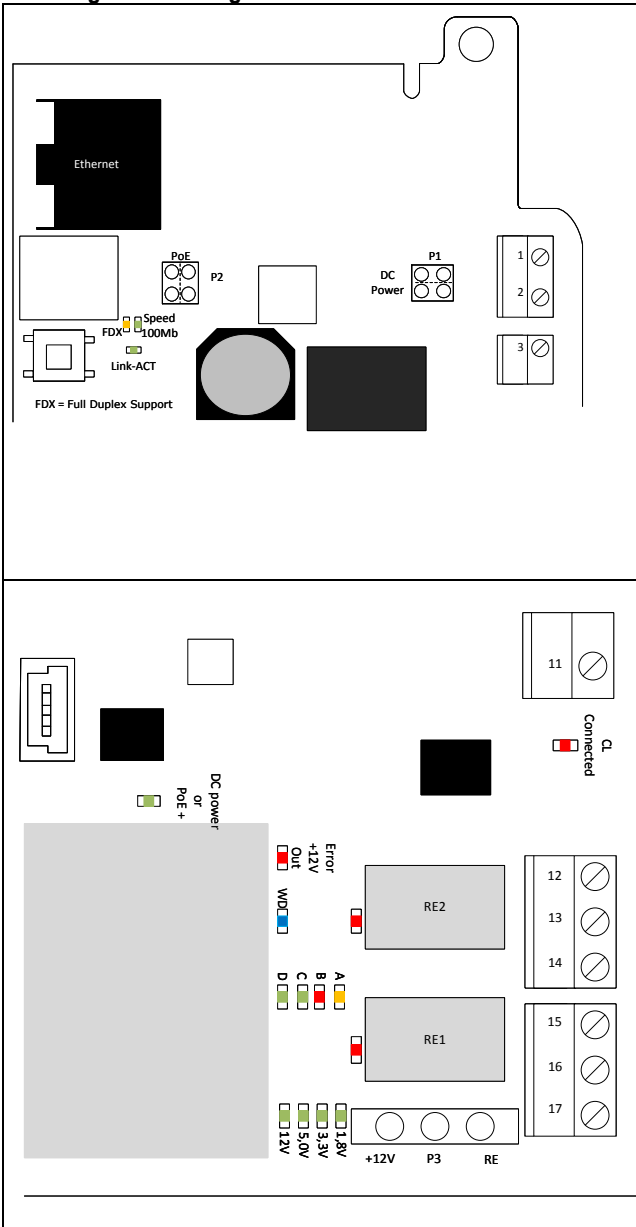 Ethernet
PoE
P2
P1
DC
Power
1
2
3
FDX
Speed
100Mb
Link-ACT
FDX = Full Duplex Support
11
CL
Connected
DC power
or
PoE +
Error
+12V
Out
WD
12
13
14
RE2
D
C
B
A
15
16
17
RE1
12V
5,0V
3,3V
1,8V
+12V P3 RE